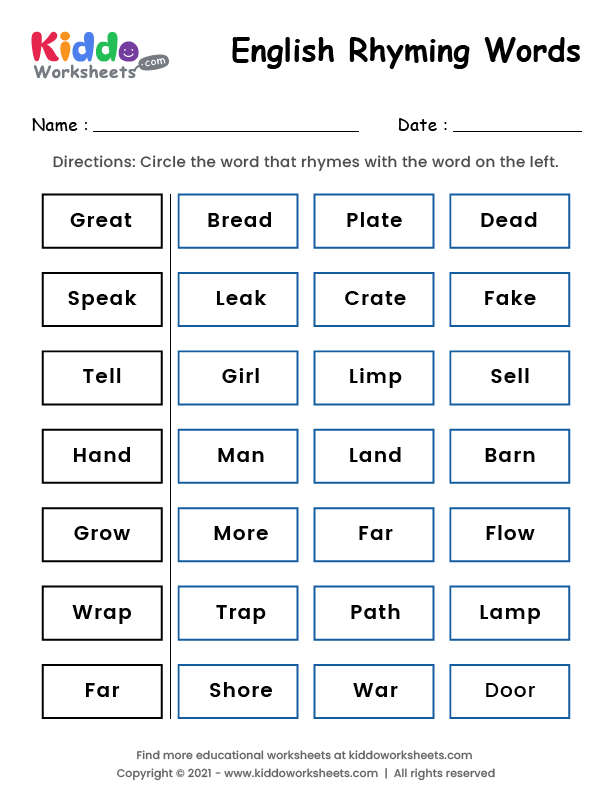 Kiddo
Worksheets.com
English Rhyming Words
Name : Date :
Directions: Circle the word that rhymes with the word on the left.
Great Bread Plate Dead
Speak Leak Crate Fake
Tell Girl Limp Sell
Hand Man Land Barn
Grow More Far Flow
Wrap Trap Path Lamp
Far Shore War Door
Find more educational worksheets at kiddoworksheets.com
Copyright © 2021 - www.kiddoworksheets.com | All rights reserved